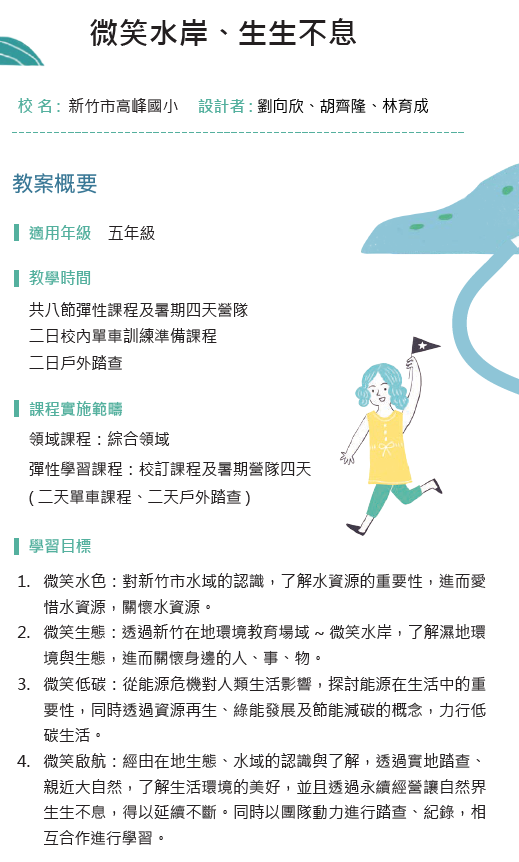 微笑水岸、生生不息
校 名 : 新竹市高峰國小 設計者 : 劉向欣、胡齊隆、林育成
教案概要
適用年級 五年級
教學時間
共八節彈性課程及暑期四天營隊
二日校內單車訓練準備課程
二日戶外踏查
課程實施範疇
領域課程：綜合領域
彈性學習課程：校訂課程及暑期營隊四天
( 二天單車課程、二天戶外踏查 )
學習目標
1. 微笑水色：對新竹市水域的認識，了解水資源的重要性，進而愛
惜水資源，關懷水資源。
2. 微笑生態：透過新竹在地環境教育場域 ~ 微笑水岸，了解濕地環
境與生態，進而關懷身邊的人、事、物。
3. 微笑低碳：從能源危機對人類生活影響，探討能源在生活中的重
要性，同時透過資源再生、綠能發展及節能減碳的概念，力行低
碳生活。
4. 微笑啟航：經由在地生態、水域的認識與了解，透過實地踏查、
親近大自然，了解生活環境的美好，並且透過永續經營讓自然界
生生不息，得以延續不斷。同時以團隊動力進行踏查、紀錄，相
互合作進行學習。